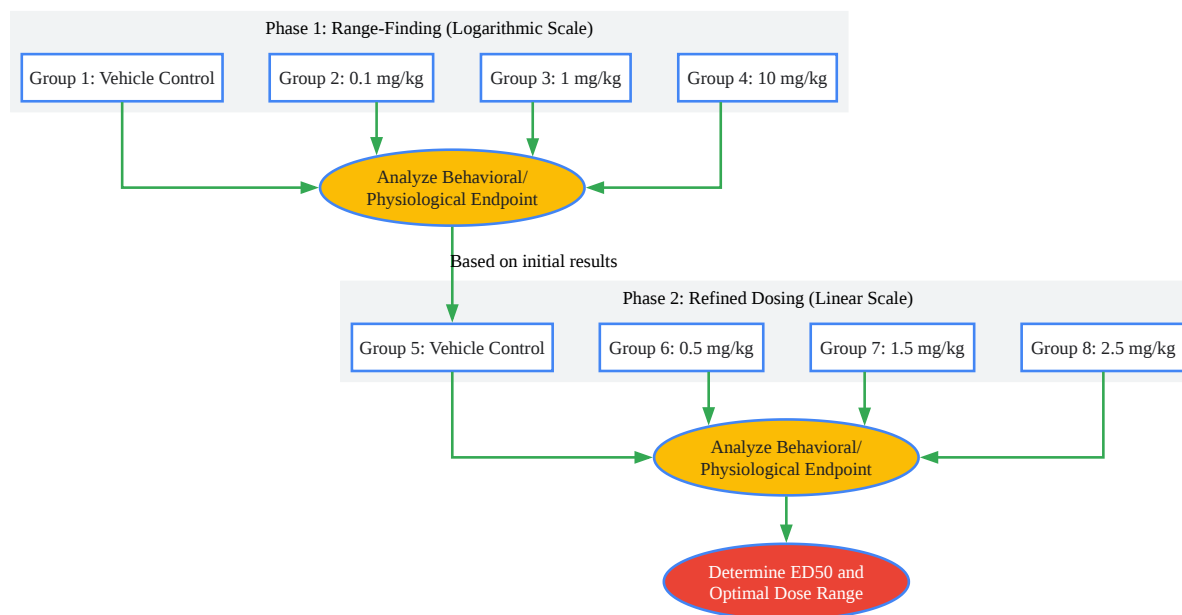 Phase 1: Range-Finding (Logarithmic Scale)
Group 1: Vehicle Control
Group 2: 0.1 mg/kg
Group 3: 1 mg/kg
Group 4: 10 mg/kg
Analyze Behavioral/
Physiological Endpoint
Based on initial results
Phase 2: Refined Dosing (Linear Scale)
Group 5: Vehicle Control
Group 6: 0.5 mg/kg
Group 7: 1.5 mg/kg
Group 8: 2.5 mg/kg
Analyze Behavioral/
Physiological Endpoint
Determine ED50 and
Optimal Dose Range